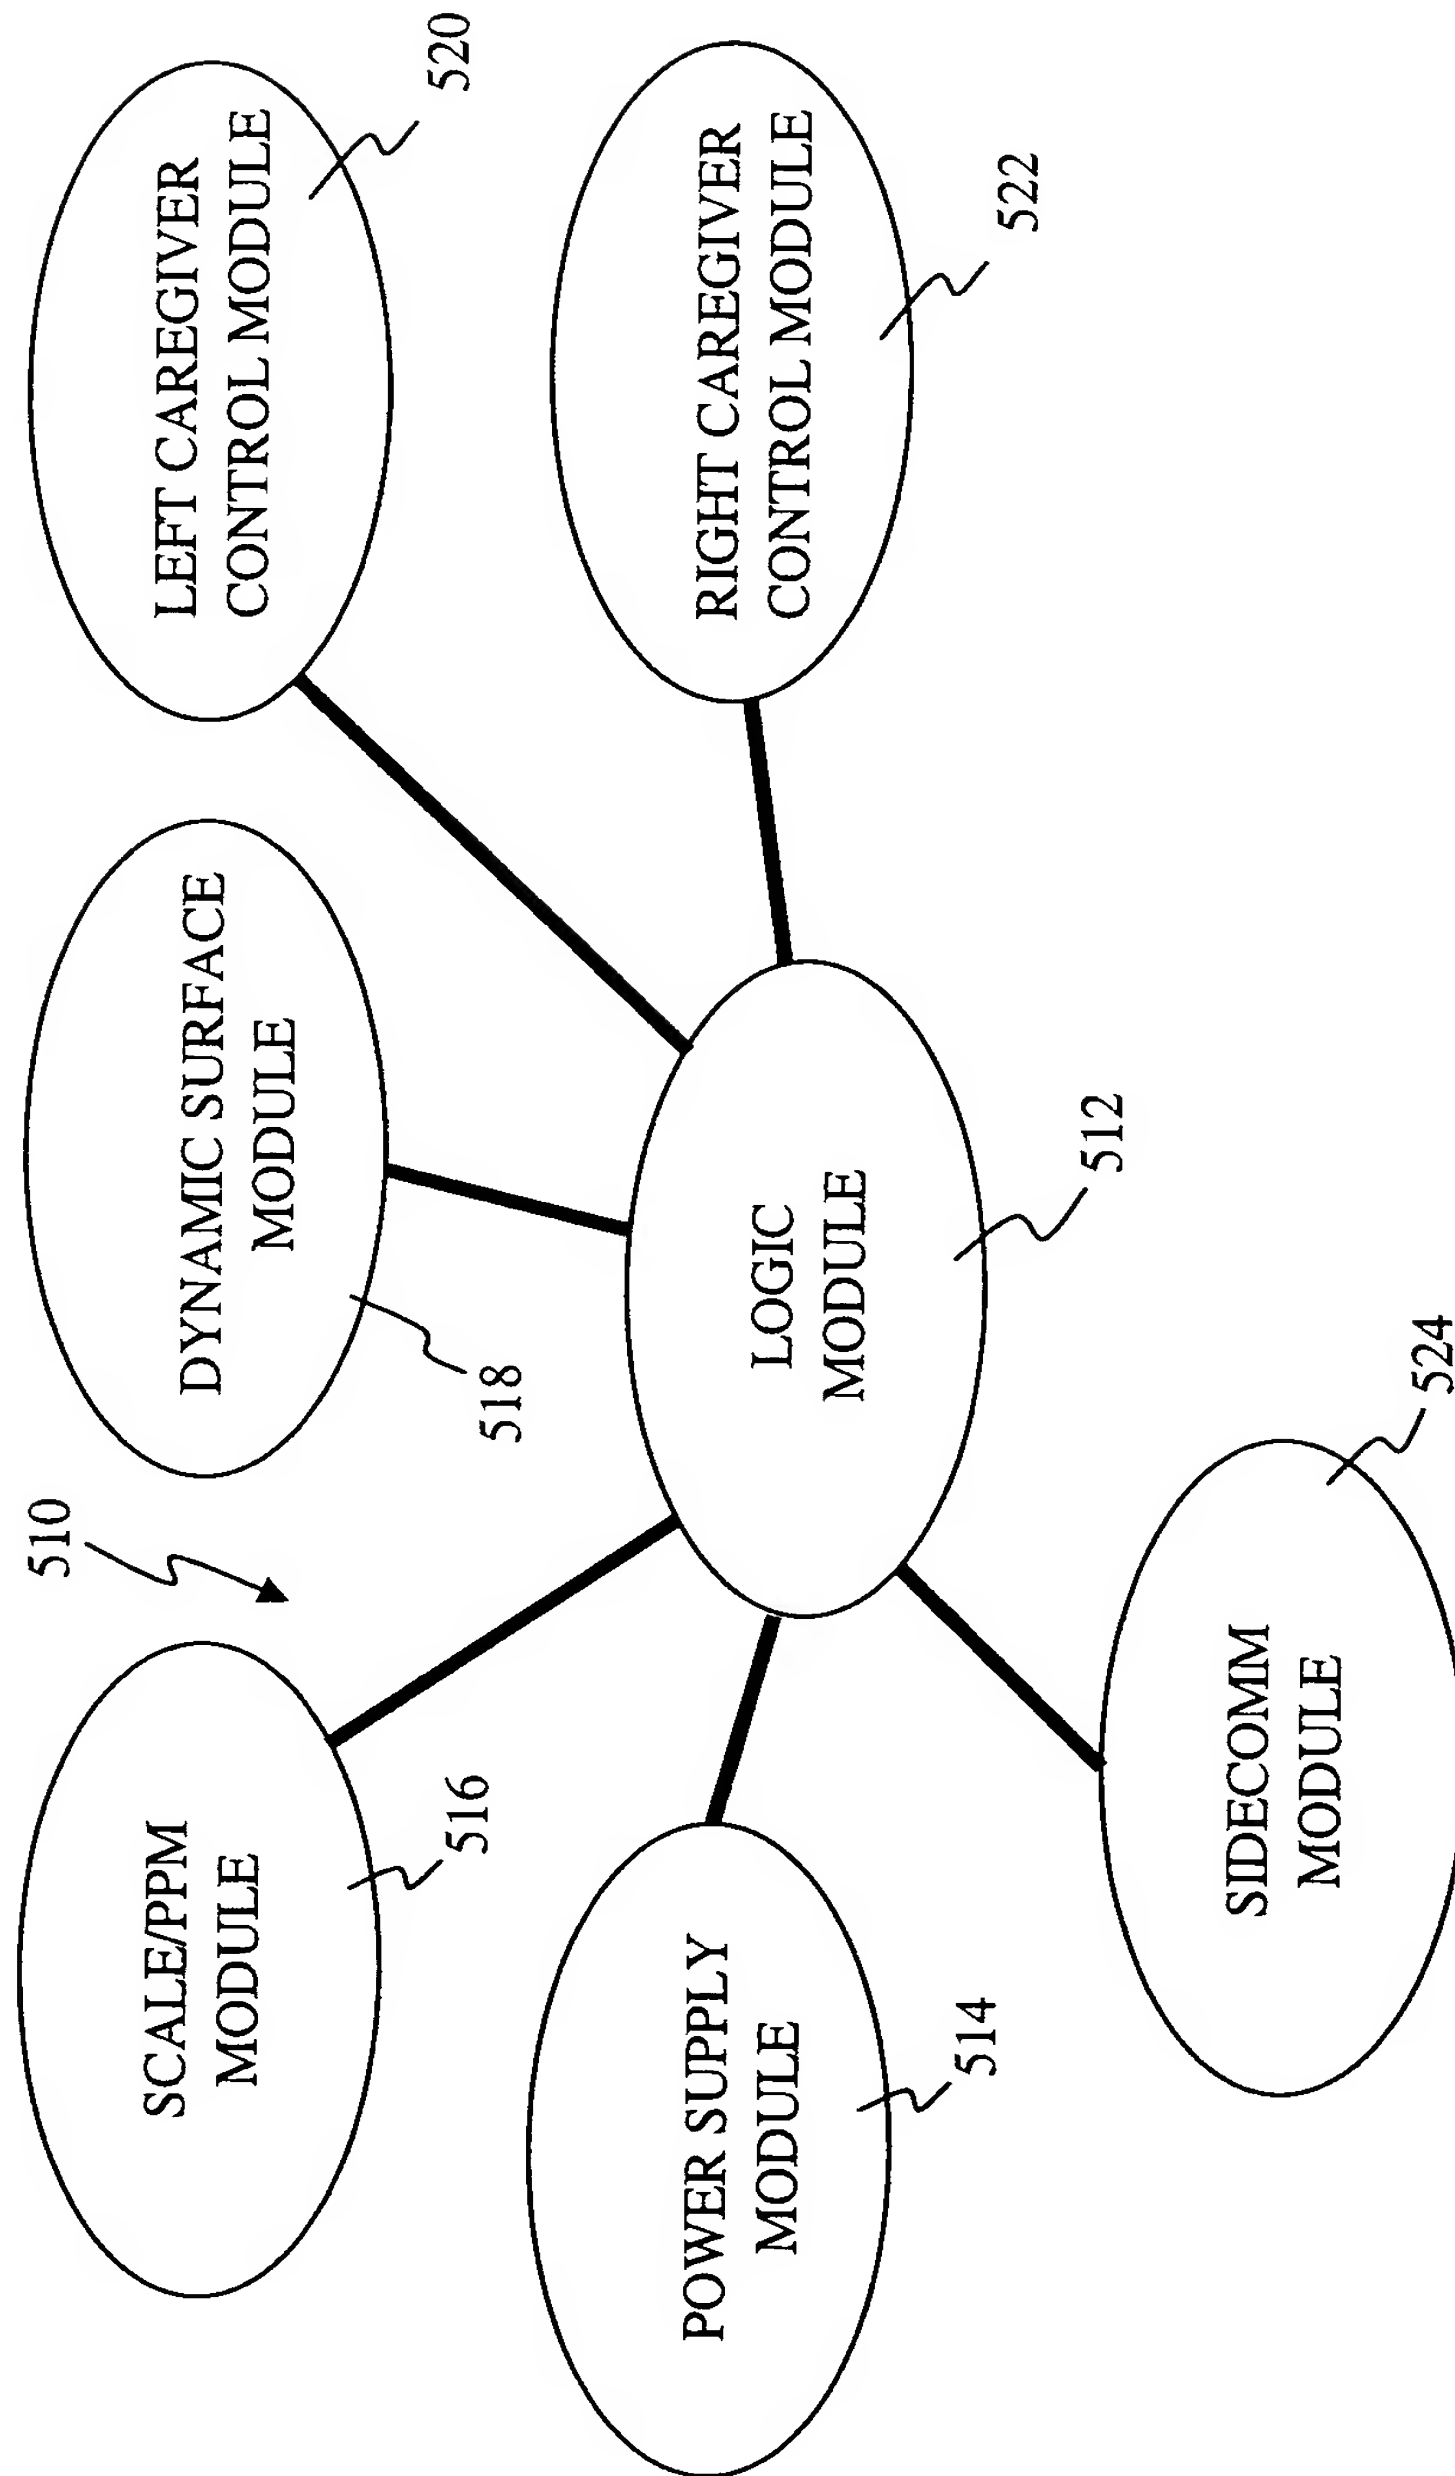 510
SCALE/PPM
MODULE
516
DYNAMIC SURFACE
MODULE
518
LEFT CAREGIVER
CONTROL MODULE
520
POWER SUPPLY
MODULE
514
LOGIC
MODULE
512
RIGHT CAREGIVER
CONTROL MODULE
522
SIDECOMM
MODULE
524